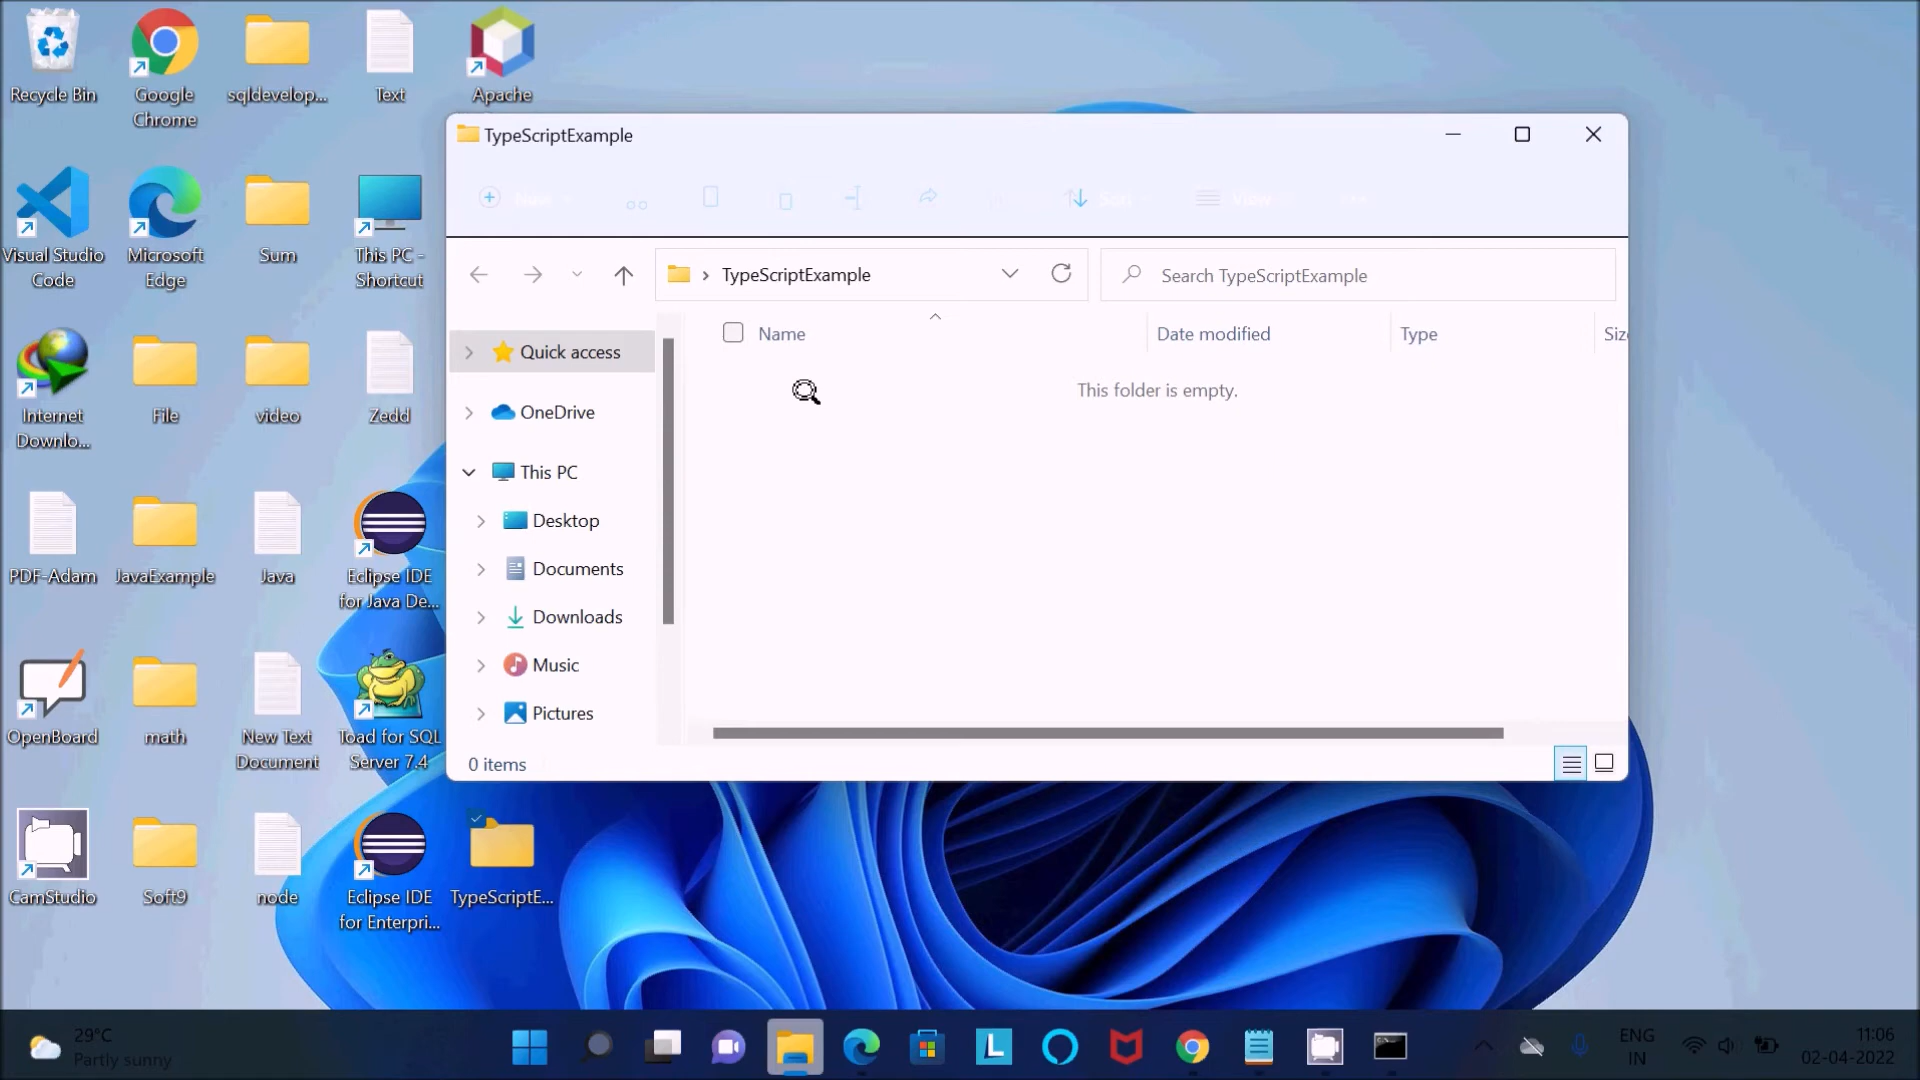 Recycle Bin
Google
Chrome
sqldevelop...
Text
Apache
Visual Studio
Code
Microsoft
Edge
Sum
This PC -
Shortcut
Internet
Downlo...
File
video
Zedd
PDF-Adam
JavaExample
Java
Eclipse IDE
for Java De...
OpenBoard
math
New Text
Document
Toad for SQL
Server 7.4
CamStudio
Soft9
node
Eclipse IDE
for Enterpri...
TypeScriptE...
TypeScriptExample
New
Sort
View
TypeScriptExample
Search TypeScriptExample
Name
Date modified
Type
Siz
This folder is empty.
Quick access
OneDrive
This PC
Desktop
Documents
Downloads
Music
Pictures
0 items
29°C
Partly sunny
L
ENG
IN
11:06
02-04-2022